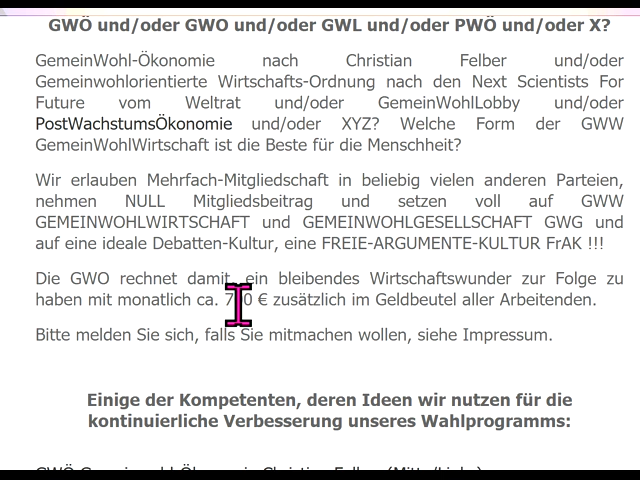 GWÖ und/oder GWO und/oder GWL und/oder PWÖ und/oder X?
GemeinWohl-Ökonomie nach Christian Felber und/oder
Gemeinwohlorientierte Wirtschafts-Ordnung nach den Next Scientists For
Future vom Weltrat und/oder GemeinWohlLobby und/oder
PostWachstumsÖkonomie und/oder XYZ? Welche Form der GWW
GemeinWohlWirtschaft ist die Beste für die Menschheit?
Wir erlauben Mehrfach-Mitgliedschaft in beliebig vielen anderen Parteien,
nehmen NULL Mitgliedsbeitrag und setzen voll auf GWW
GEMEINWOHLWIRTSCHAFT und GEMEINWOHLGESELLSCHAFT GWG und
auf eine ideale Debatten-Kultur, eine FREIE-ARGUMENTE-KULTUR FrAK !!!
Die GWO rechnet damit, ein bleibendes Wirtschaftswunder zur Folge zu
haben mit monatlich ca. € zusätzlich im Geldbeutel aller Arbeitenden.
Bitte melden Sie sich, falls Sie mitmachen wollen, siehe Impressum.
Einige der Kompetenten, deren Ideen wir nutzen für die
kontinuierliche Verbesserung unseres Wahlprogramms: